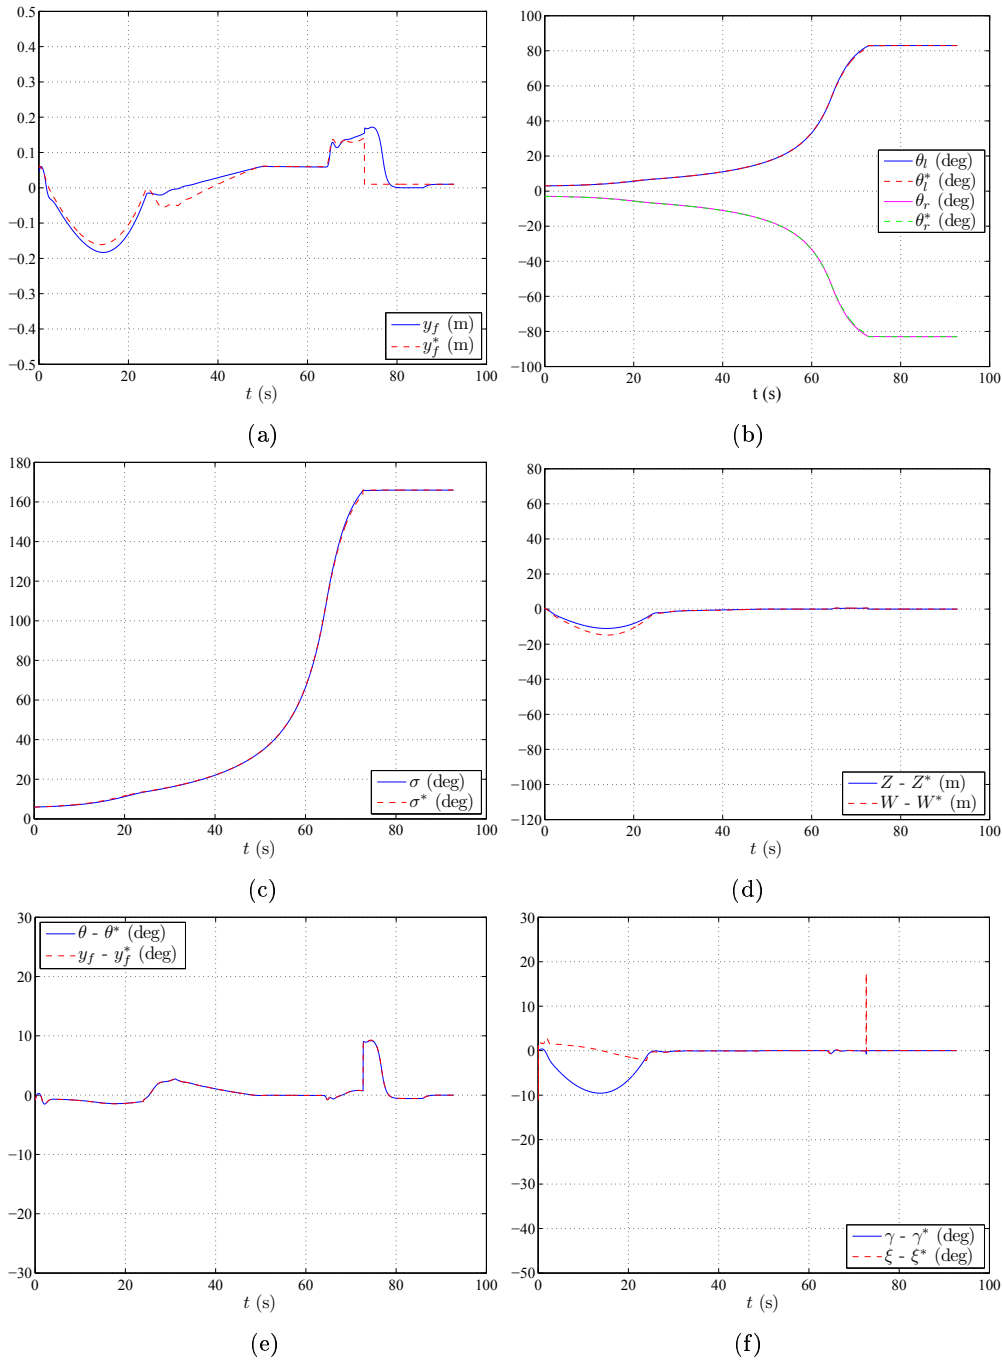 0.5
0.4
0.3
0.2
0.1
0
−0.1
−0.2
−0.3
−0.4
−0.5
0 20 40 60 80 100
y_f (m)
y_f^* (m)
t (s)
(a)
100
80
60
40
20
0
−20
−40
−60
−80
−100
0 20 40 60 80 100
θ_l (deg)
θ_l^* (deg)
θ_r (deg)
θ_r^* (deg)
t (s)
(b)
180
160
140
120
100
80
60
40
20
0
0 20 40 60 80 100
σ (deg)
σ^* (deg)
t (s)
(c)
80
60
40
20
0
−20
−40
−60
−80
−100
−120
0 20 40 60 80 100
Z - Z^* (m)
W - W^* (m)
t (s)
(d)
30
20
10
0
−10
−20
−30
0 20 40 60 80 100
θ - θ^* (deg)
y_f - y_f^* (deg)
t (s)
(e)
30
20
10
0
−10
−20
−30
−40
−50
0 20 40 60 80 100
γ - γ^* (deg)
ξ - ξ^* (deg)
t (s)
(f)